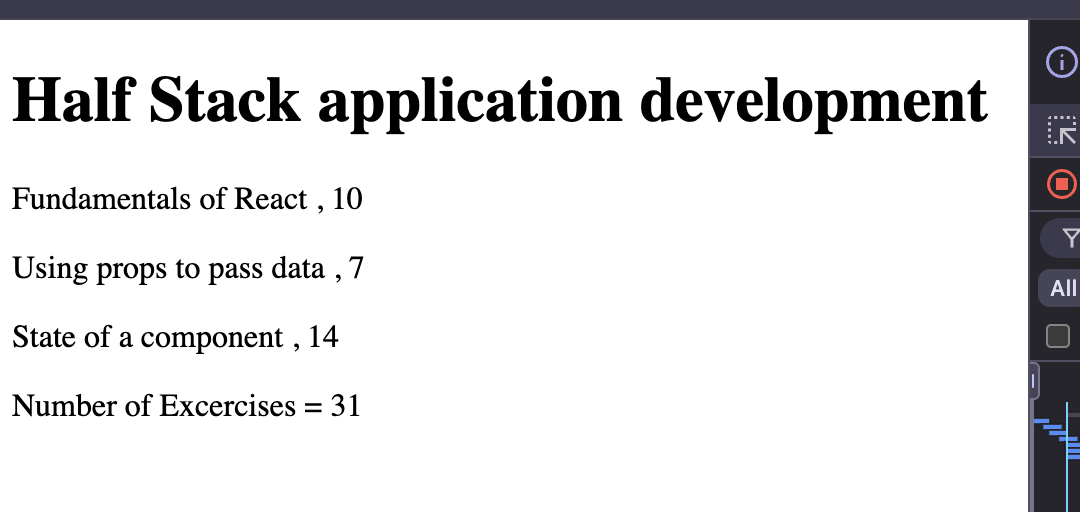 Half Stack application development
Fundamentals of React , 10
Using props to pass data , 7
State of a component , 14
Number of Excercises = 31
All